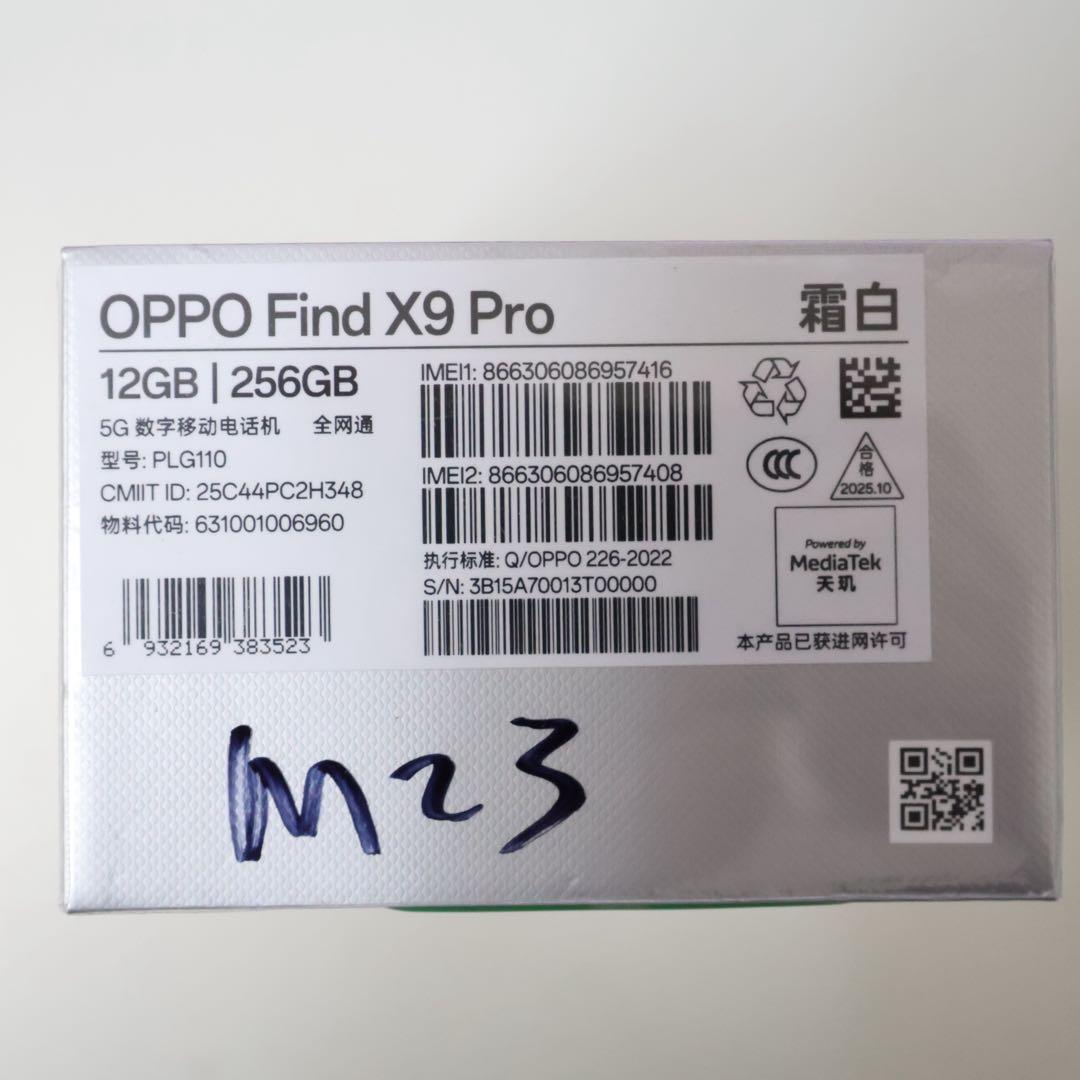 OPPO Find X9 Pro
霜白
12GB | 256GB
5G 数字移动电话机 全网通
型号: PLG110
CMIIT ID: 25C44PC2H348
物料代码: 631001006960
6 932169 383523
IMEI1: 866306086957416
IMEI2: 866306086957408
执行标准: Q/OPPO 226-2022
S/N: 3B15A70013T00000
CCC
合格
2025.10
Powered by
MediaTek
天玑
本产品已获进网许可
M23